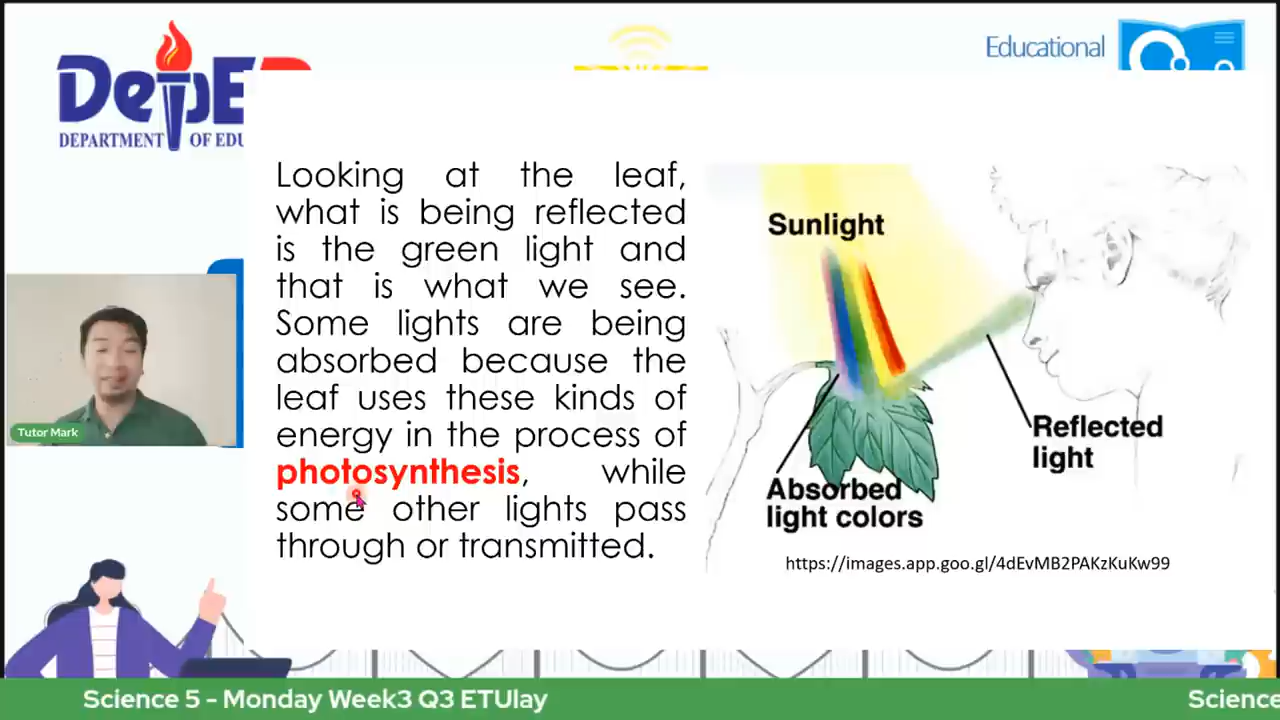 DepE
DEPARTMENT OF EDU
Educational
Looking at the leaf,
what is being reflected
is the green light and
that is what we see.
Some lights are being
absorbed because the
leaf uses these kinds of
energy in the process of
photosynthesis, while
some other lights pass
through or transmitted.
Sunlight
Reflected
light
Absorbed
light colors
https://images.app.goo.gl/4dEvMB2PAKzKuKw99
Tutor Mark
Science 5 - Monday Week3 Q3 ETUlay
Science